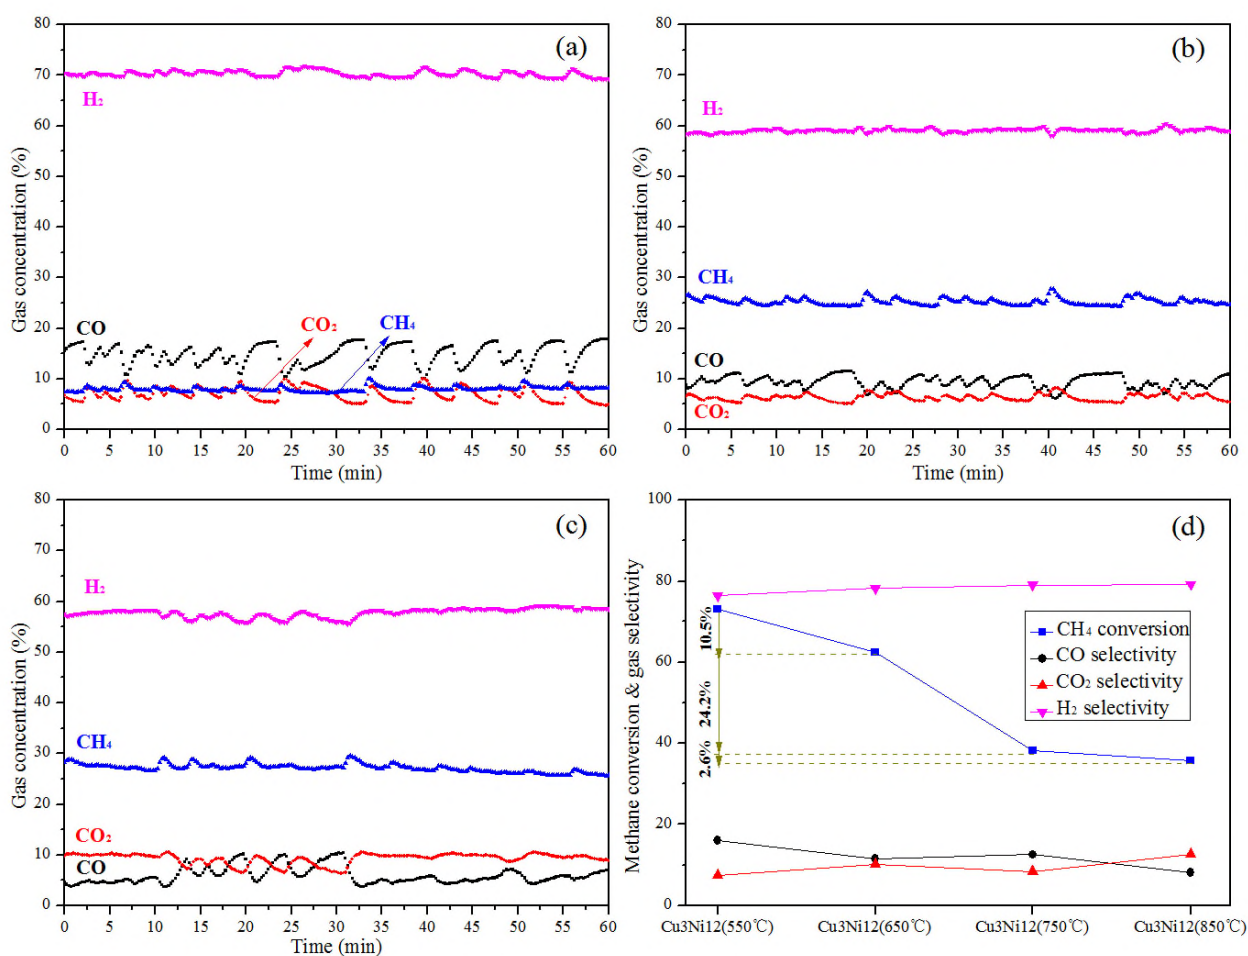 (a)
80
70
60
50
40
30
20
10
0
Gas concentration (%)
H₂
CO
CO₂
CH₄
0 5 10 15 20 25 30 35 40 45 50 55 60
Time (min)
(b)
80
70
60
50
40
30
20
10
0
Gas concentration (%)
H₂
CH₄
CO
CO₂
0 5 10 15 20 25 30 35 40 45 50 55 60
Time (min)
(c)
80
70
60
50
40
30
20
10
0
Gas concentration (%)
H₂
CH₄
CO₂
CO
0 5 10 15 20 25 30 35 40 45 50 55 60
Time (min)
(d)
100
80
60
40
20
0
Methane conversion & gas selectivity
10.5%
24.2%
2.6%
CH₄ conversion
CO selectivity
CO₂ selectivity
H₂ selectivity
Cu3Ni12(550℃) Cu3Ni12(650℃) Cu3Ni12(750℃) Cu3Ni12(850℃)